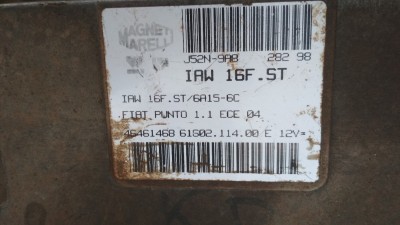 MAGNETI
MARELLI
J52N-9A8 282 98
IAW 16F.ST
IAW 16F.ST/6A15-6C
FIAT PUNTO 1.1 ECE 04
46461468 61602.114.00 E 12V=